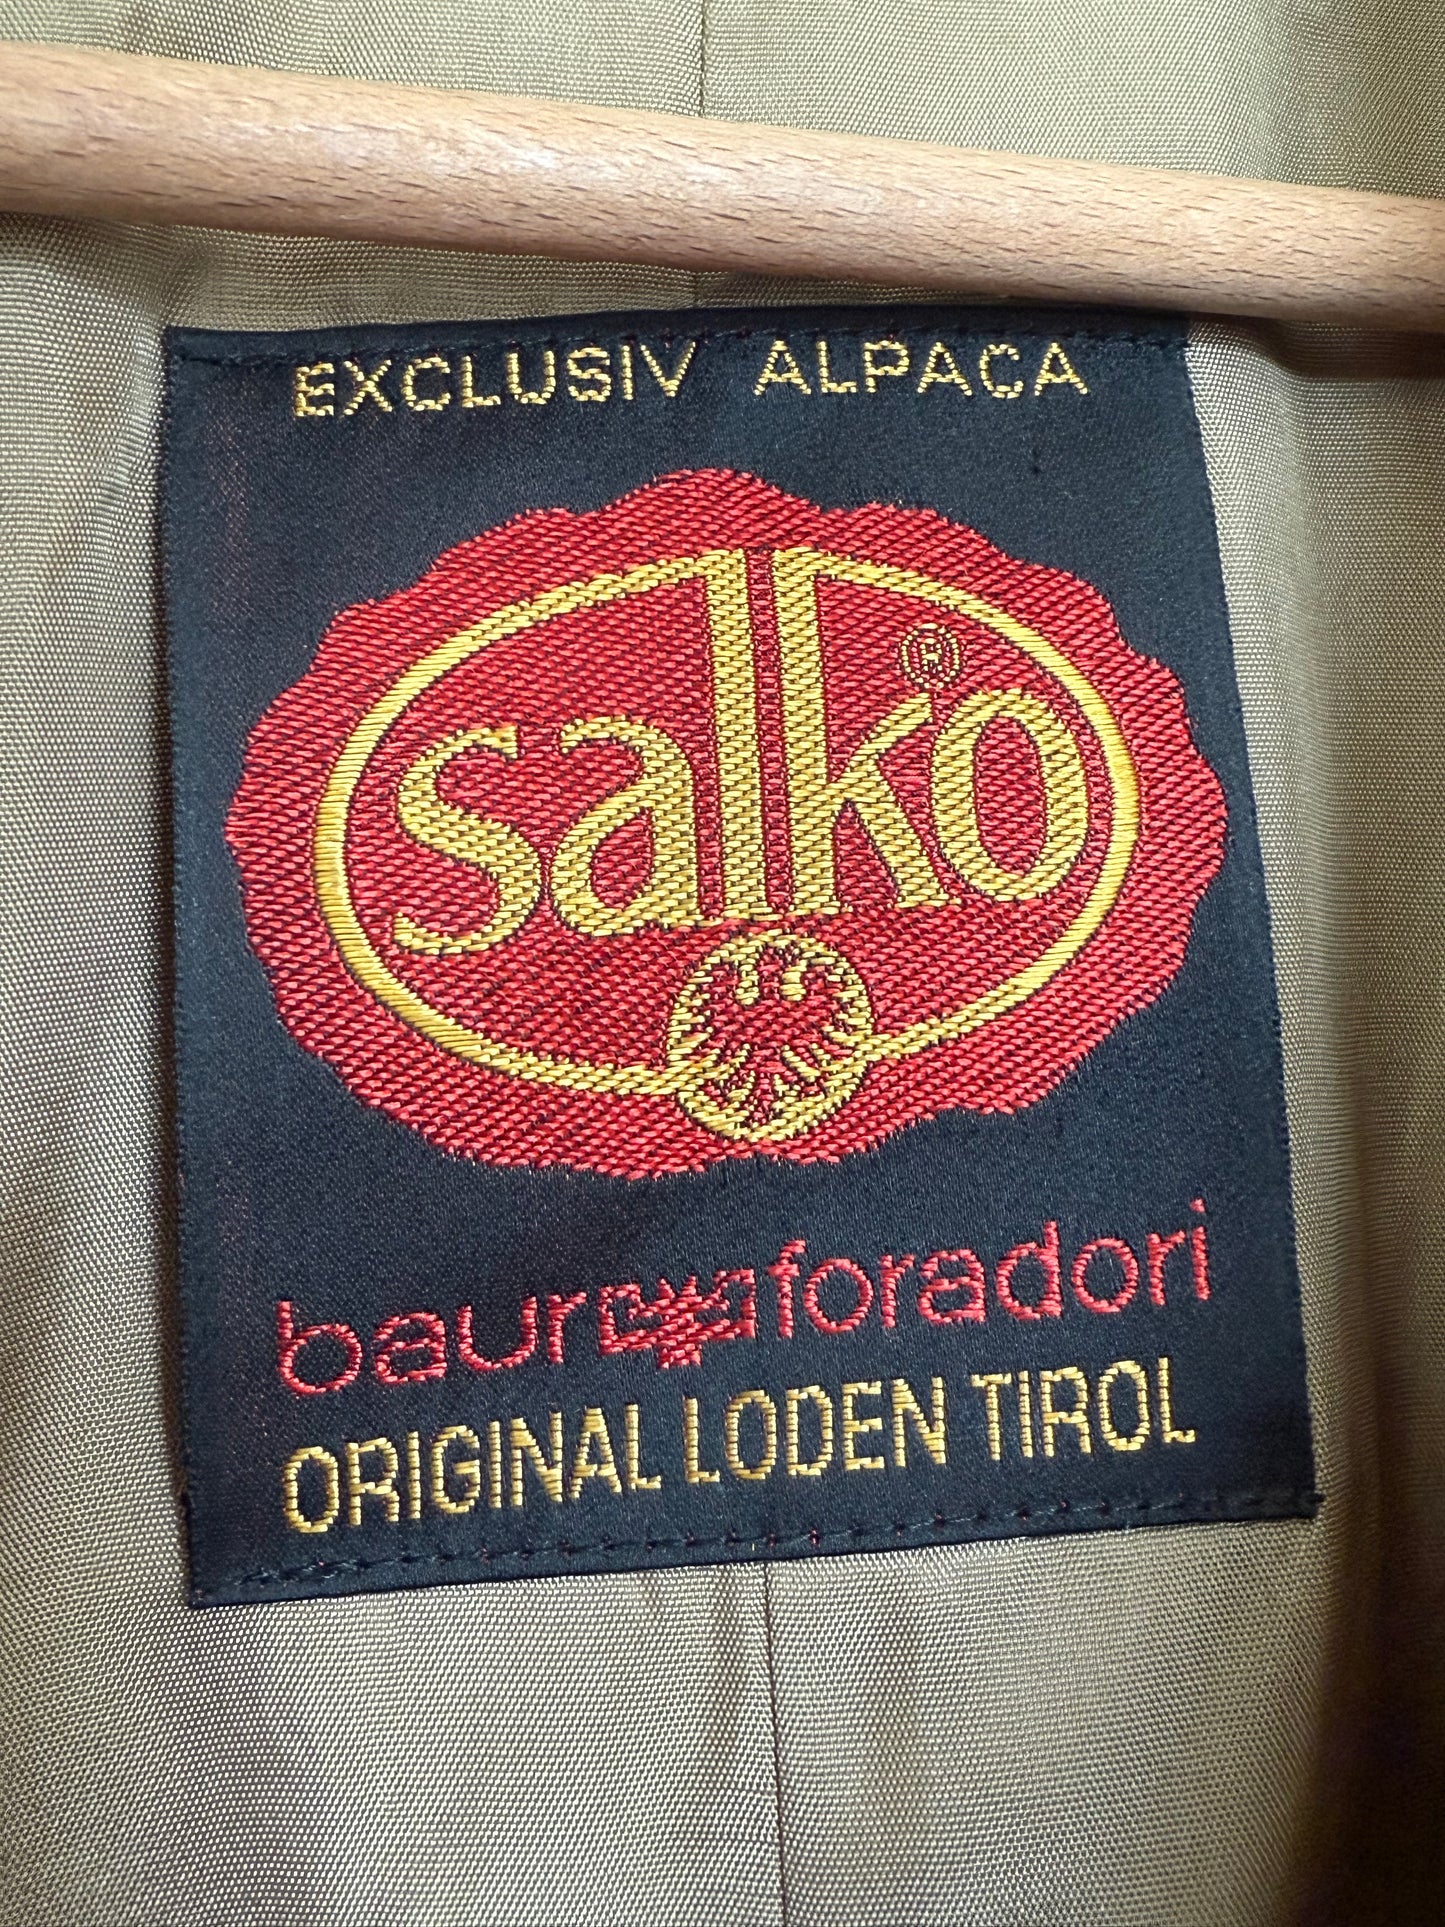 EXCLUSIV ALPACA
salko ®
baur foradori
ORIGINAL LODEN TIROL